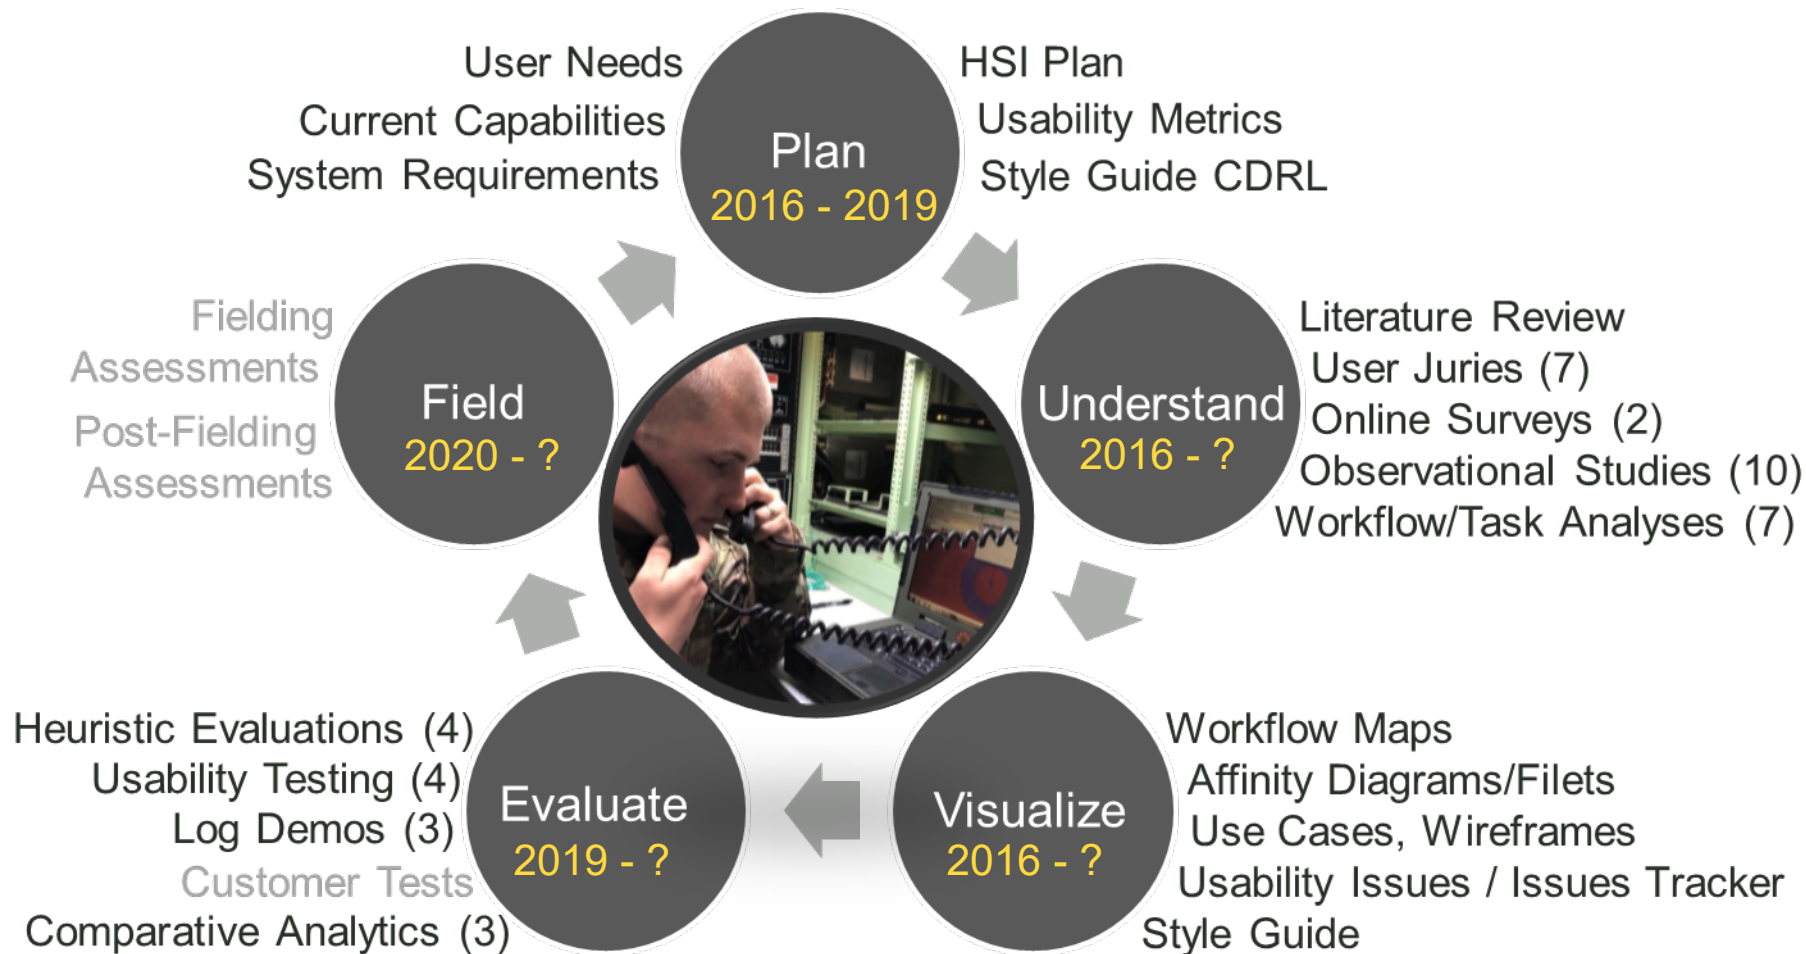 User Needs
Current Capabilities
System Requirements
Plan
2016 - 2019
HSI Plan
Usability Metrics
Style Guide CDRL
Understand
2016 - ?
Literature Review
User Juries (7)
Online Surveys (2)
Observational Studies (10)
Workflow/Task Analyses (7)
Visualize
2016 - ?
Workflow Maps
Affinity Diagrams/Filets
Use Cases, Wireframes
Usability Issues / Issues Tracker
Style Guide
Evaluate
2019 - ?
Heuristic Evaluations (4)
Usability Testing (4)
Log Demos (3)
Customer Tests
Comparative Analytics (3)
Field
2020 - ?
Fielding
Assessments
Post-Fielding
Assessments